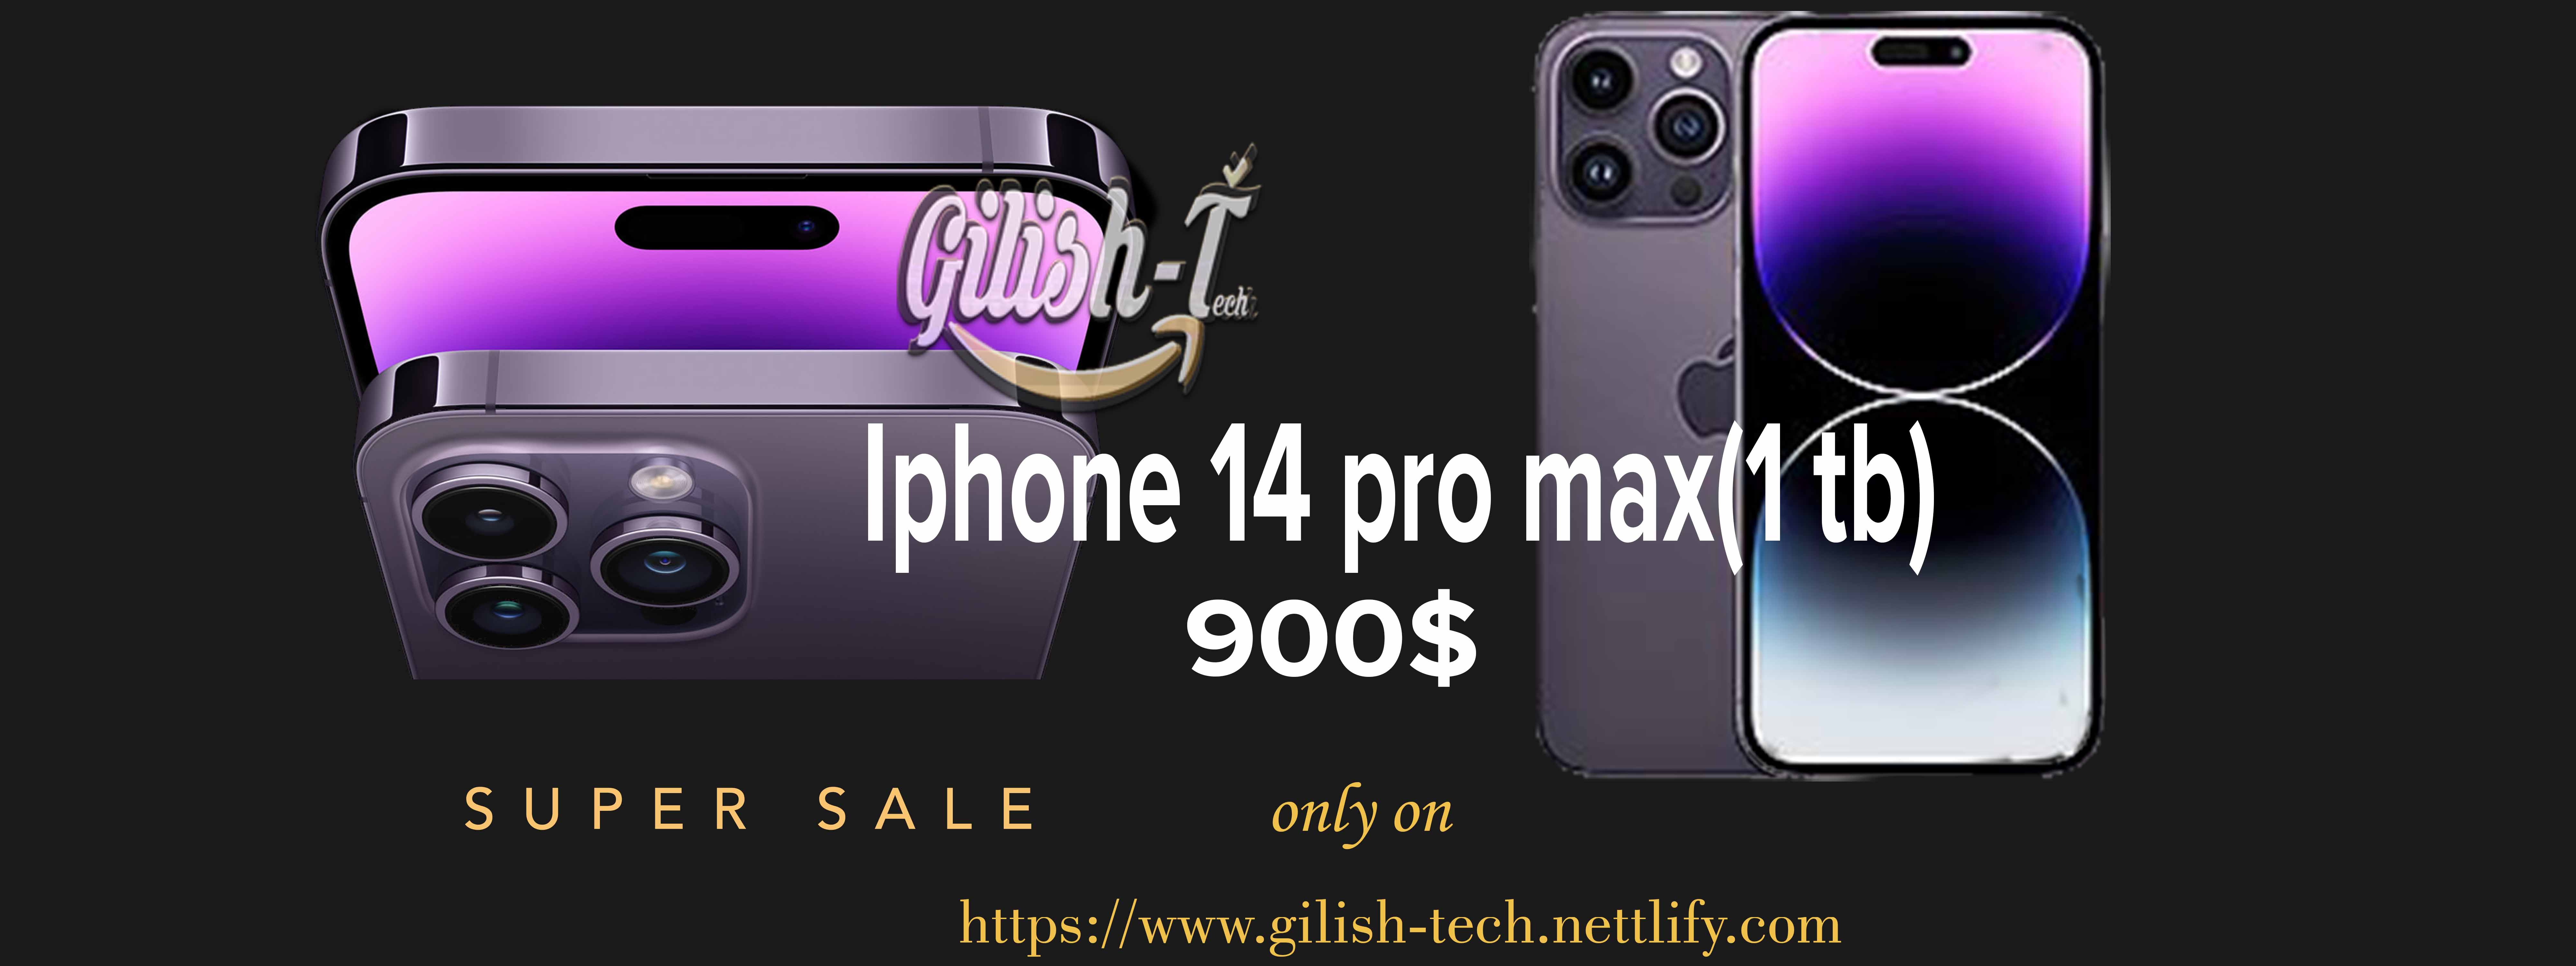 Gilish-Tech
Iphone 14 pro max(1 tb)
900$
SUPER SALE only on
https://www.gilish-tech.nettlify.com